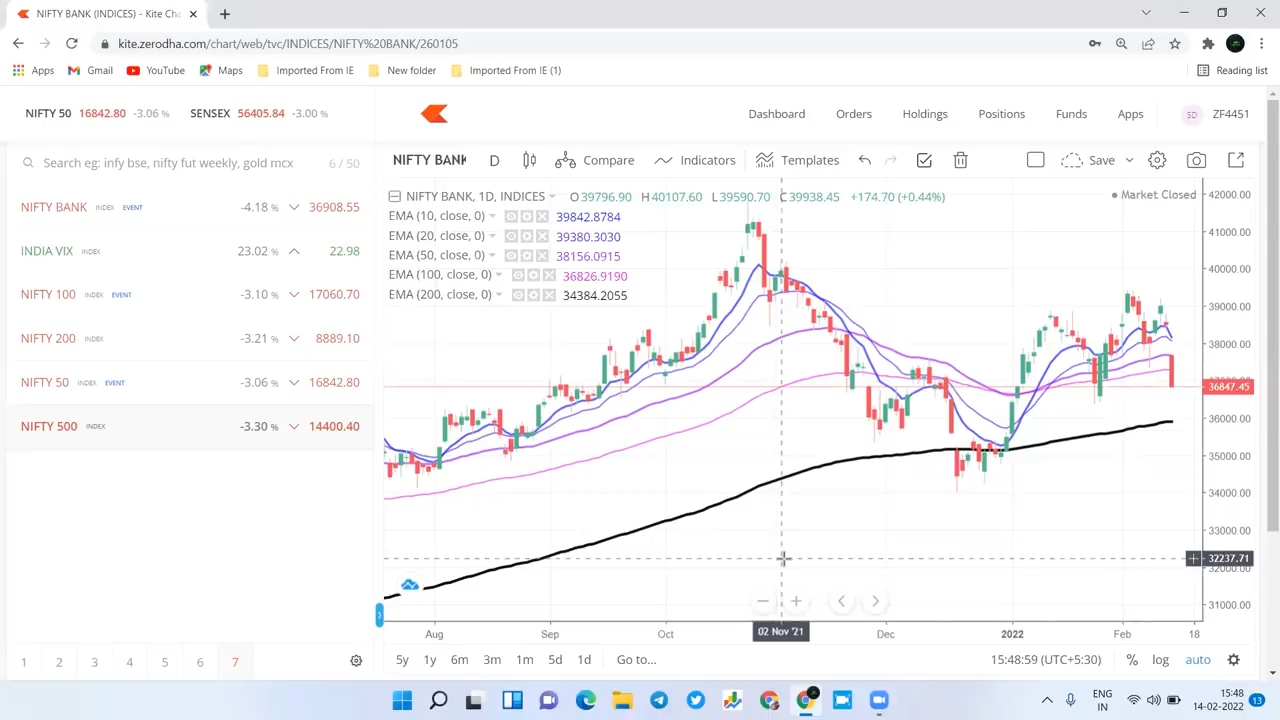 NIFTY BANK (INDICES) - Kite Cha
kite.zerodha.com/chart/web/tvc/INDICES/NIFTY%20BANK/260105
Apps Gmail YouTube Maps Imported From IE New folder Imported From IE (1) Reading list
NIFTY 50 16842.80 -3.06 % SENSEX 56405.84 -3.00 %
Dashboard Orders Holdings Positions Funds Apps SD ZF4451
Search eg: infy bse, nifty fut weekly, gold mcx 6 / 50
NIFTY BANK INDEX EVENT -4.18 % 36908.55
INDIA VIX INDEX 23.02 % 22.98
NIFTY 100 INDEX EVENT -3.10 % 17060.70
NIFTY 200 INDEX -3.21 % 8889.10
NIFTY 50 INDEX EVENT -3.06 % 16842.80
NIFTY 500 INDEX -3.30 % 14400.40
1 2 3 4 5 6 7
NIFTY BANK D Compare Indicators Templates Save
NIFTY BANK, 1D, INDICES O39796.90 H40107.60 L39590.70 C39938.45 +174.70 (+0.44%)
Market Closed
EMA (10, close, 0) 39842.8784
EMA (20, close, 0) 39380.3030
EMA (50, close, 0) 38156.0915
EMA (100, close, 0) 36826.9190
EMA (200, close, 0) 34384.2055
42000.00
41000.00
40000.00
39000.00
38000.00
36847.45
36000.00
35000.00
34000.00
33000.00
32237.71
32000.00
31000.00
Aug Sep Oct 02 Nov '21 Dec 2022 Feb 18
5y 1y 6m 3m 1m 5d 1d Go to... 15:48:59 (UTC+5:30) % log auto
ENG
IN
15:48
14-02-2022
13